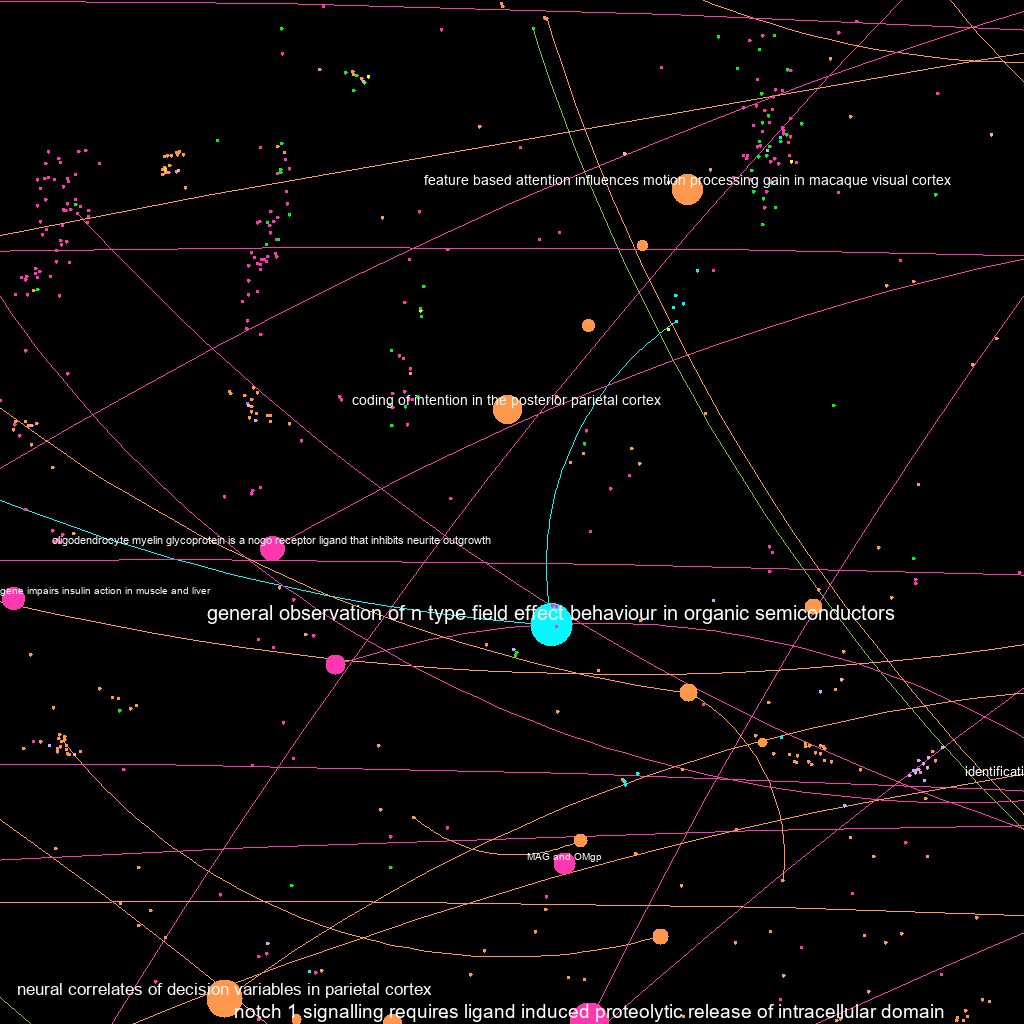 feature based attention influences motion processing gain in macaque visual cortex
coding of intention in the posterior parietal cortex
oligodendrocyte myelin glycoprotein is a nogo receptor ligand that inhibits neurite outgrowth
gene impairs insulin action in muscle and liver
general observation of n type field effect behaviour in organic semiconductors
identificati
MAG and OMgp
neural correlates of decision variables in parietal cortex
notch 1 signalling requires ligand induced proteolytic release of intracellular domain